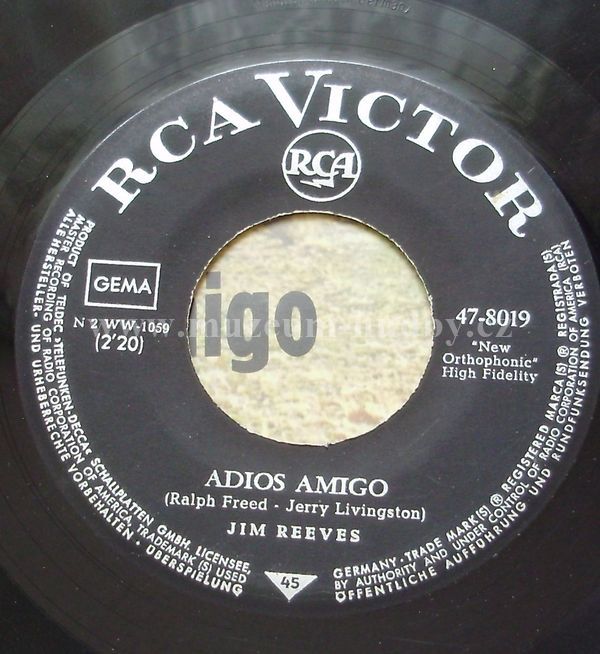 RCA VICTOR
RCA
GEMA
N 2 WW-1059
(2'20)
igo
47-8019
"New
Orthophonic"
High Fidelity
ADIOS AMIGO
(Ralph Freed - Jerry Livingston)
JIM REEVES
45
PRODUCT OF TELDEC »TELEFUNKEN-DECCA« SCHALLPLATTEN GMBH, LICENSEE,
MASTER RECORDING OF RADIO CORPORATION OF AMERICA, TRADEMARK (S) USED
ALLE HERSTELLER- UND URHEBERRECHTE VORBEHALTEN · ÜBERSPIELUNG
GERMANY · TRADE MARK(S) ® REGISTERED MARCA(S) ® REGISTRADA(S),
BY AUTHORITY AND UNDER CONTROL OF RADIO CORPORATION OF AMERICA (RCA)
ÖFFENTLICHE AUFFÜHRUNG UND RUNDFUNKSENDUNG VERBOTEN
www.muzeum-hudby.cz